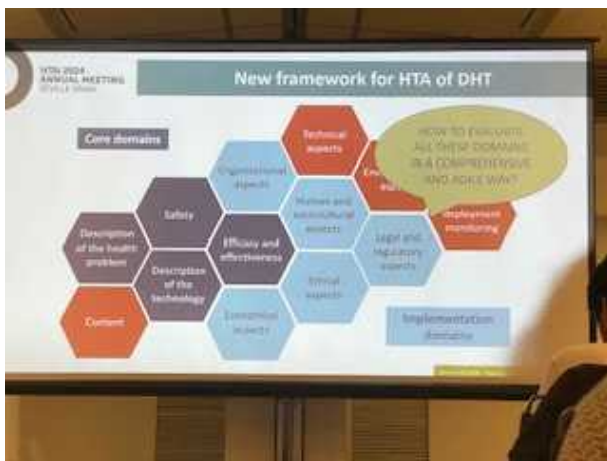 HTAi 2024
ANNUAL MEETING
SEVILLE SPAIN
New framework for HTA of DHT
Core domains
Technical
aspects
HOW TO EVALUATE
ALL THESE DOMAINS
IN A COMPREHENSIVE
AND AGILE WAY?
Organizational
aspects
Safety
Human and
sociocultural
aspects
deployment
monitoring
Description
of the health
problem
Efficacy and
effectiveness
Legal and
regulatory
aspects
Description
of the
technology
Ethical
aspects
Content
Economical
aspects
Implementation
domains